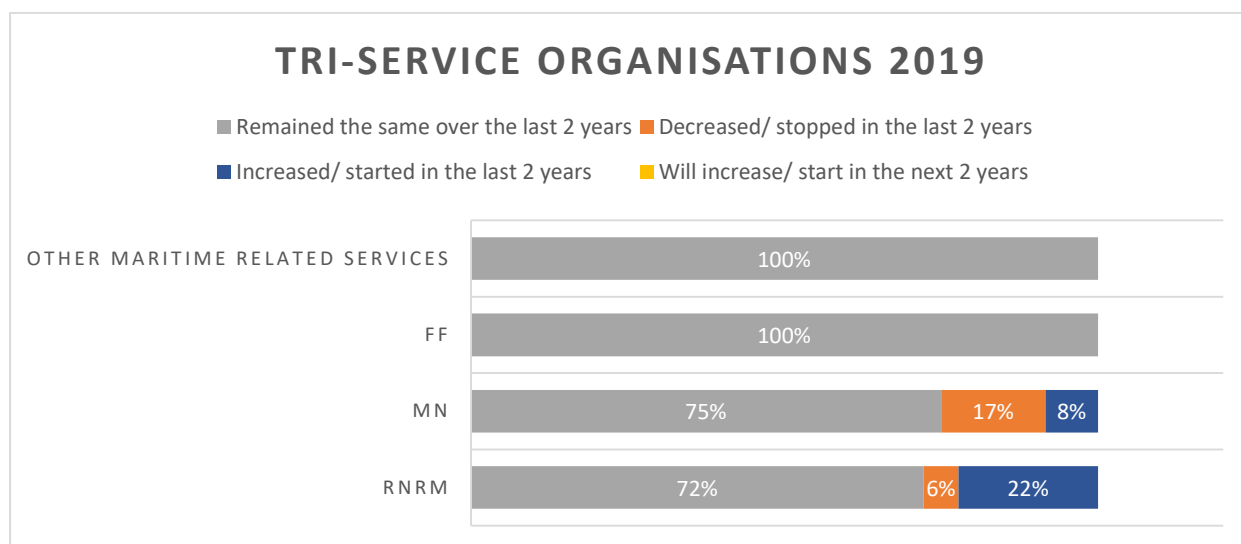 TRI-SERVICE ORGANISATIONS 2019
Remained the same over the last 2 years Decreased/ stopped in the last 2 years
Increased/ started in the last 2 years Will increase/ start in the next 2 years
OTHER MARITIME RELATED SERVICES 100%
FF 100%
MN 75% 17% 8%
RNRM 72% 6% 22%